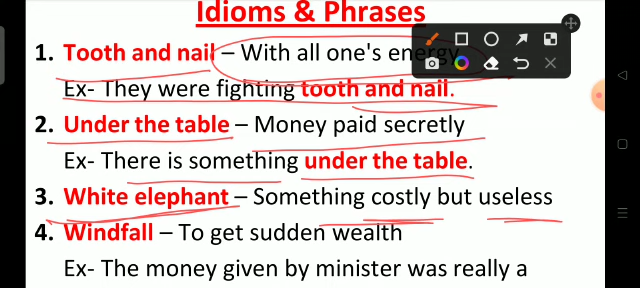 Idioms & Phrases
1. Tooth and nail – With all one's energy
Ex- They were fighting tooth and nail.
2. Under the table – Money paid secretly
Ex- There is something under the table.
3. White elephant – Something costly but useless
4. Windfall – To get sudden wealth
Ex- The money given by minister was really a